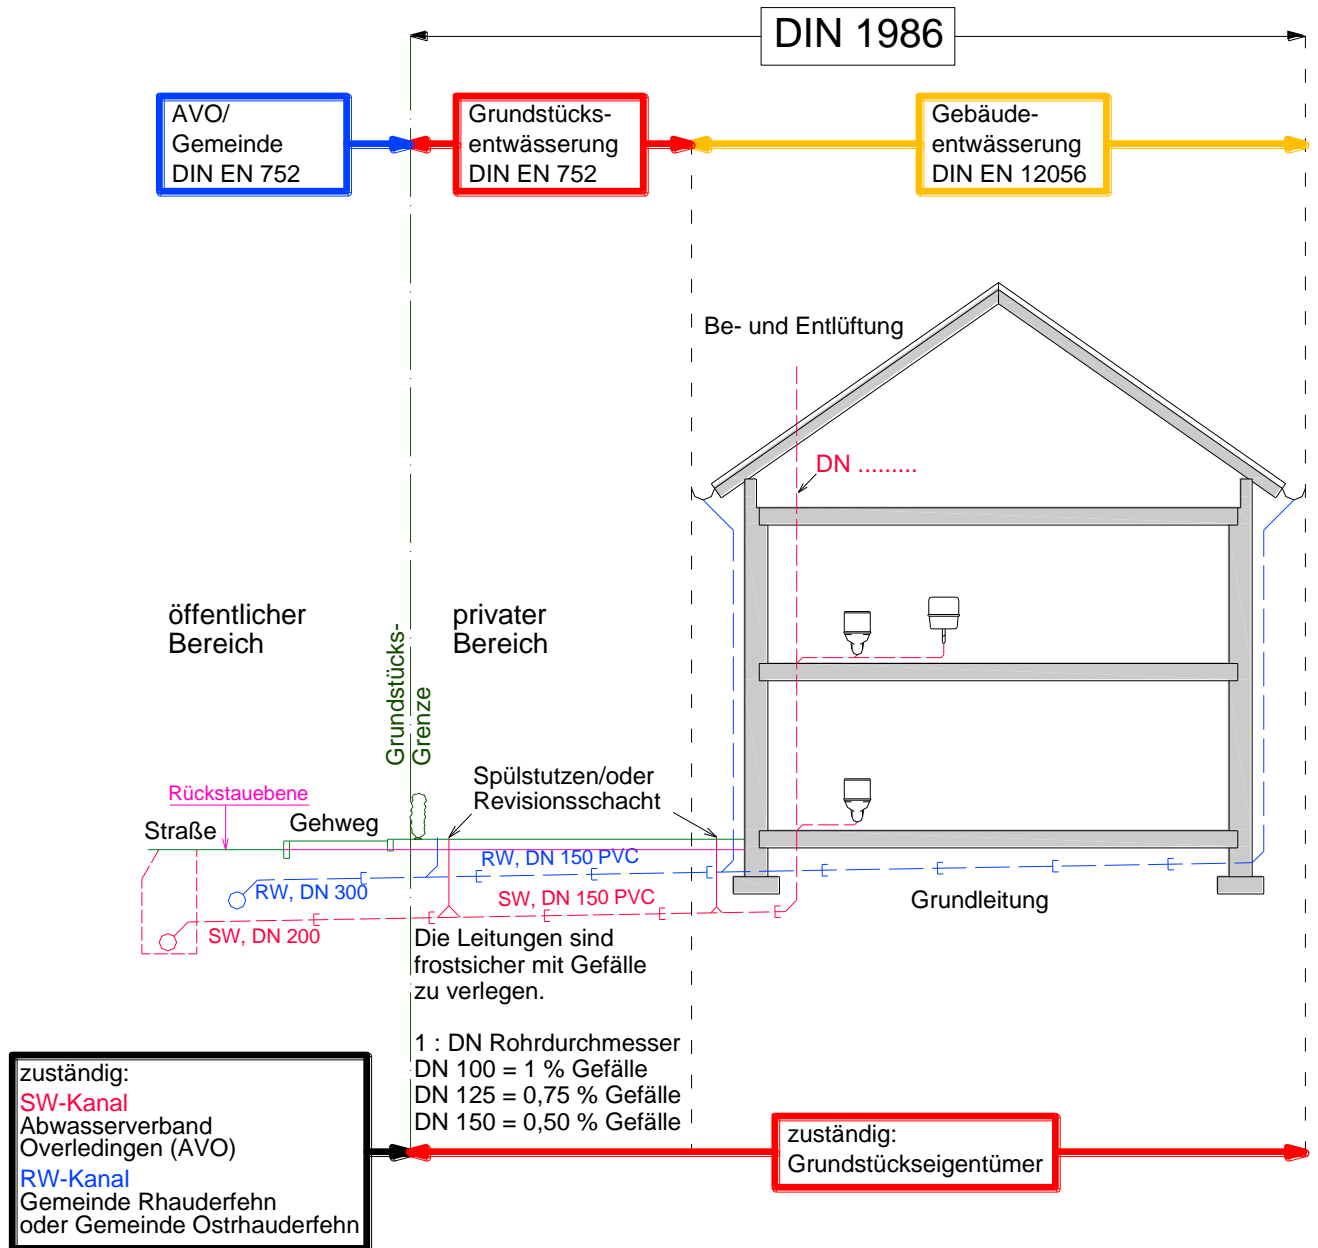 DIN 1986
AVO/
Gemeinde
DIN EN 752
Grundstücks-
entwässerung
DIN EN 752
Gebäude-
entwässerung
DIN EN 12056
Be- und Entlüftung
DN .........
öffentlicher
Bereich
privater
Bereich
Grundstücks-
Grenze
Spülstutzen/oder
Revisionsschacht
Rückstauebene
Straße
Gehweg
RW, DN 150 PVC
RW, DN 300
SW, DN 150 PVC
SW, DN 200
Grundleitung
Die Leitungen sind
frostsicher mit Gefälle
zu verlegen.
1 : DN Rohrdurchmesser
DN 100 = 1 % Gefälle
DN 125 = 0,75 % Gefälle
DN 150 = 0,50 % Gefälle
zuständig:
SW-Kanal
Abwasserverband
Overledingen (AVO)
RW-Kanal
Gemeinde Rhauderfehn
oder Gemeinde Ostrhauderfehn
zuständig:
Grundstückseigentümer